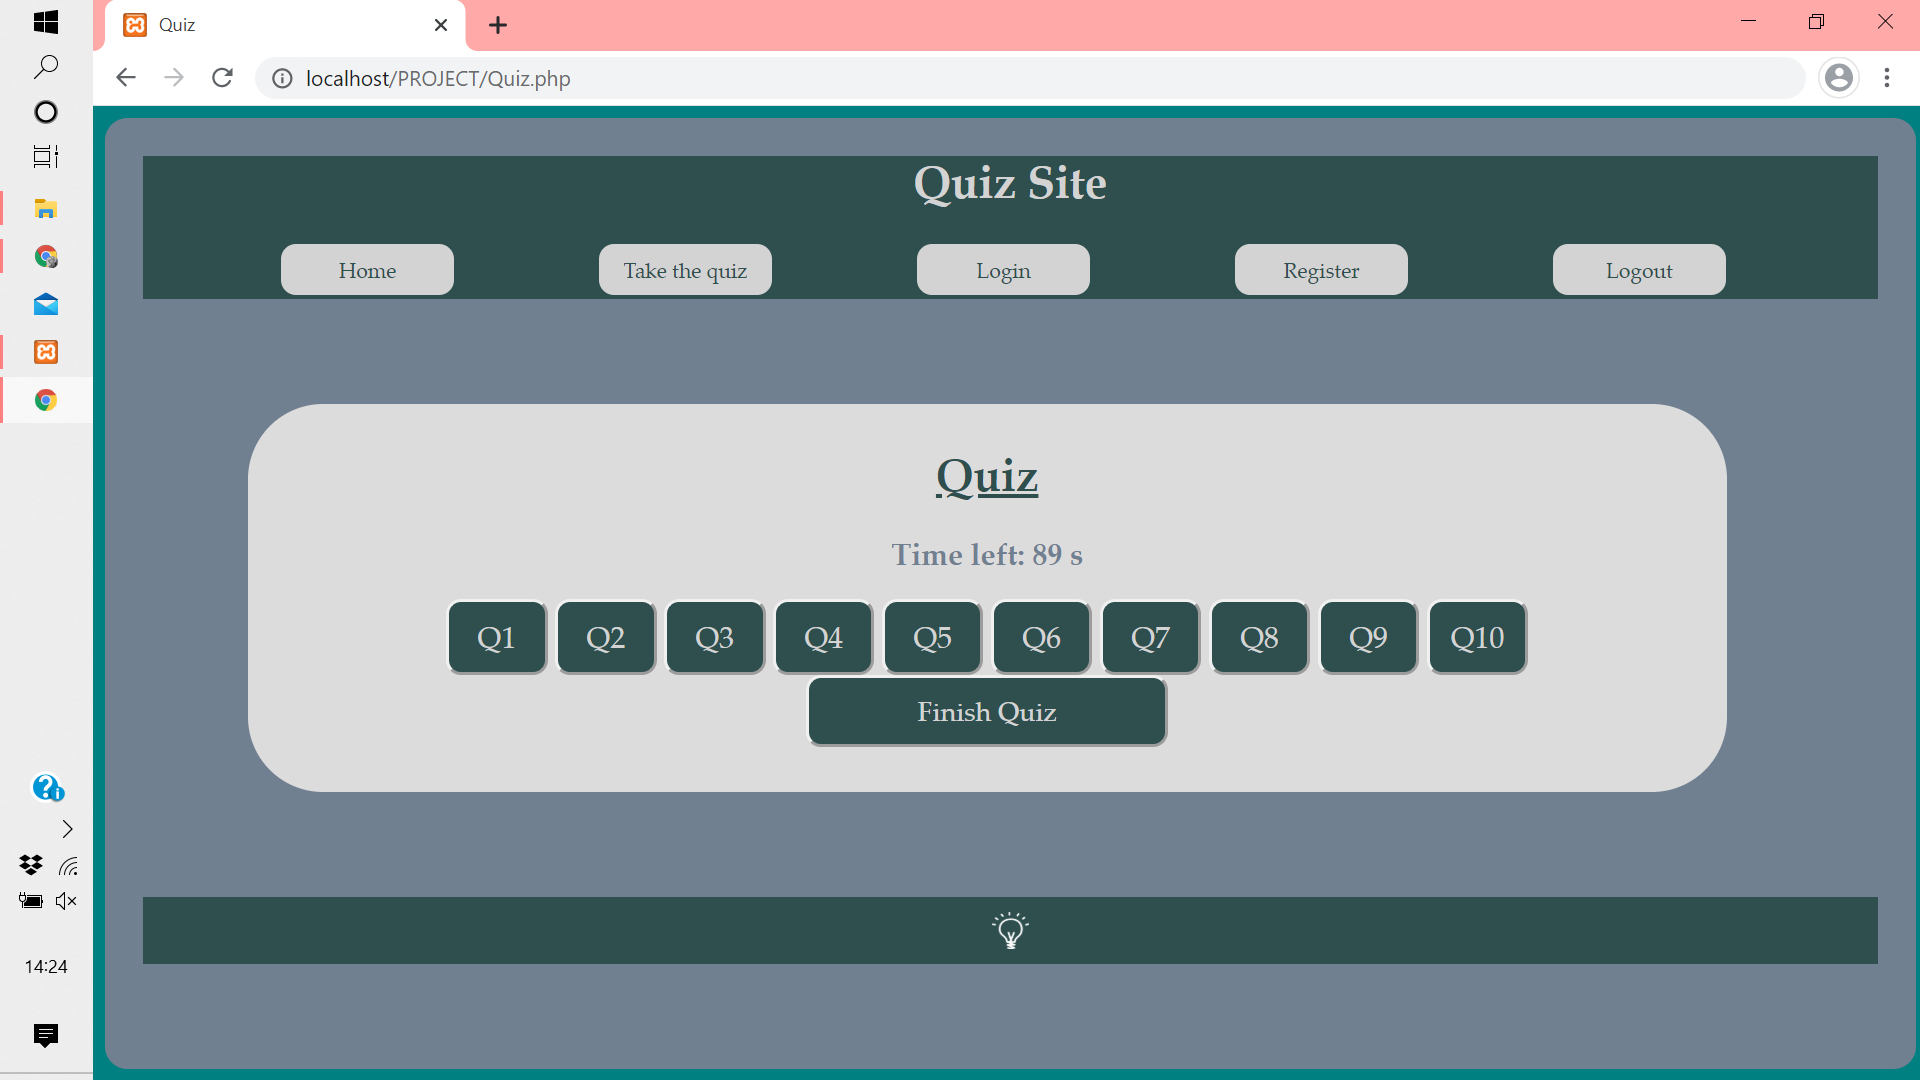 Quiz
localhost/PROJECT/Quiz.php
Quiz Site
Home Take the quiz Login Register Logout
Quiz
Time left: 89 s
Q1 Q2 Q3 Q4 Q5 Q6 Q7 Q8 Q9 Q10
Finish Quiz
14:24